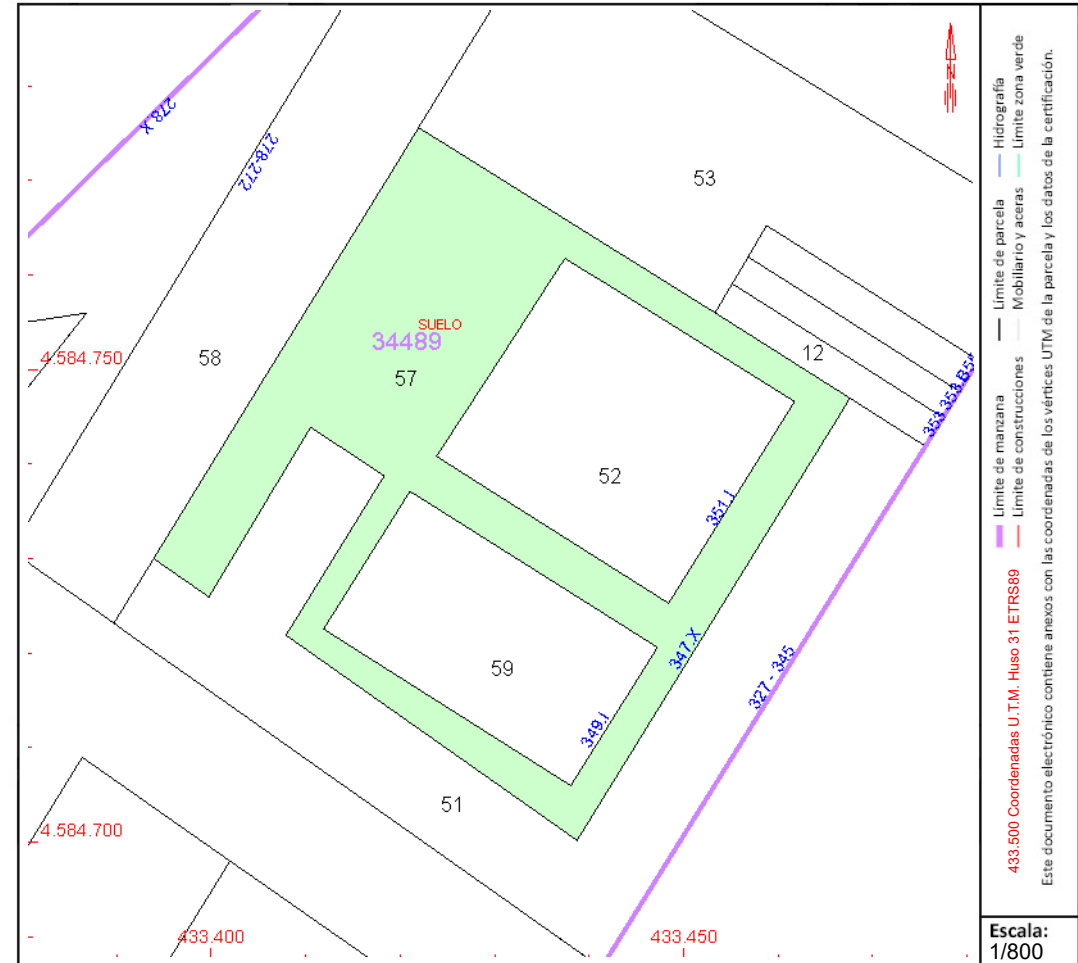 278.X
278-272
N
53
SUELO
34489
57
58
12
4.584.750
353
353.B
52
351.I
347.X
327 - 345
59
349.I
51
4.584.700
433.400
433.450
Hidrografía
Límite zona verde
Límite de parcela
Mobiliario y aceras
Límite de manzana
Límite de construcciones
433.500 Coordenadas U.T.M. Huso 31 ETRS89
Este documento electrónico contiene anexos con las coordenadas de los vértices UTM de la parcela y los datos de la certificación.
Escala:
1/800